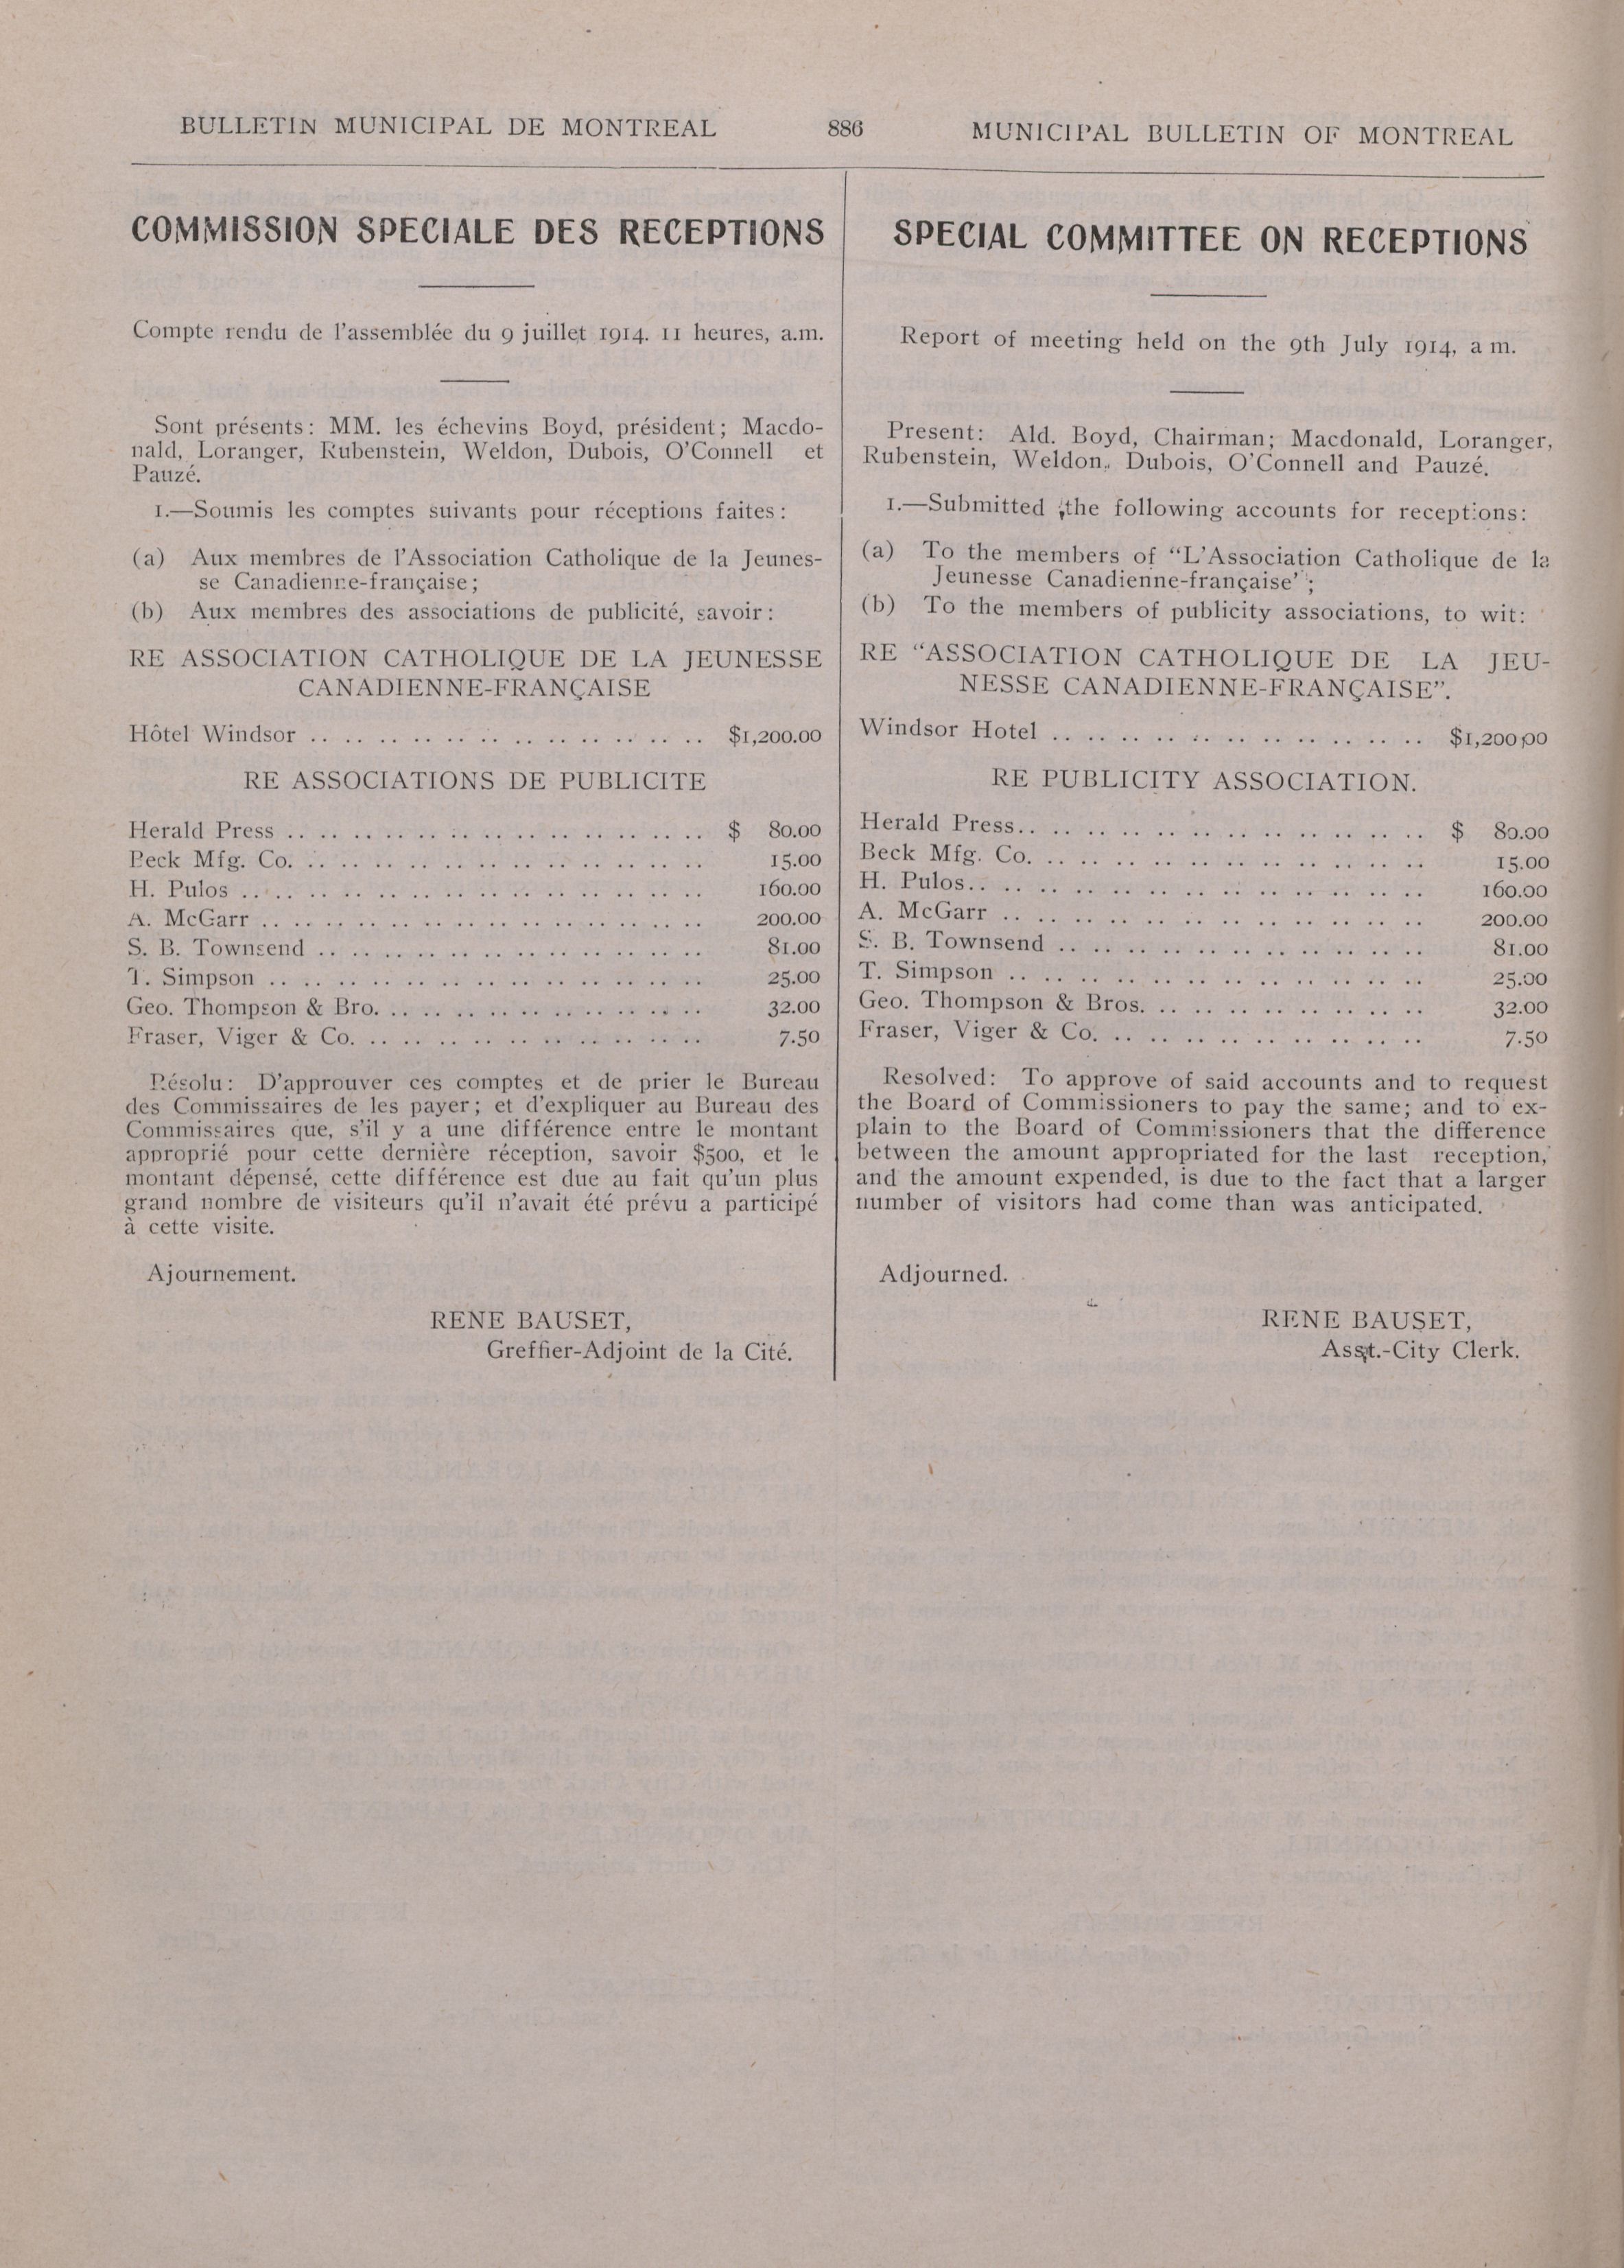 BULLETIN MUNICIPAL DE MONTREAL 886 MUNICIPAL BULLETIN OF MONTREAL
COMMISSION SPECIALE DES RECEPTIONS
Compte rendu de l'assemblée du 9 juillet 1914. 11 heures, a.m.
Sont présents: MM. les échevins Boyd, président; Macdo-
nald, Loranger, Rubenstein, Weldon, Dubois, O'Connell et
Pauzé.
1.—Soumis les comptes suivants pour réceptions faites:
(a) Aux membres de l'Association Catholique de la Jeunes-
se Canadienne-française;
(b) Aux membres des associations de publicité, savoir:
RE ASSOCIATION CATHOLIQUE DE LA JEUNESSE
CANADIENNE-FRANÇAISE
Hôtel Windsor .. .. .. .. .. .. .. .. .. .. .. .. $1,200.00
RE ASSOCIATIONS DE PUBLICITE
Herald Press .. .. .. .. .. .. .. .. .. .. .. .. .. $ 80.00
Beck Mfg. Co. .. .. .. .. .. .. .. .. .. .. .. .. 15.00
H. Pulos .. .. .. .. .. .. .. .. .. .. .. .. .. .. 160.00
A. McGarr .. .. .. .. .. .. .. .. .. .. .. .. .. .. 200.00
S. B. Townsend .. .. .. .. .. .. .. .. .. .. .. .. 81.00
T. Simpson .. .. .. .. .. .. .. .. .. .. .. .. .. 25.00
Geo. Thompson & Bro. .. .. .. .. .. .. .. .. .. .. 32.00
Fraser, Viger & Co. .. .. .. .. .. .. .. .. .. .. 7.50
Résolu: D'approuver ces comptes et de prier le Bureau
des Commissaires de les payer; et d'expliquer au Bureau des
Commissaires que, s'il y a une différence entre le montant
approprié pour cette dernière réception, savoir $500, et le
montant dépensé, cette différence est due au fait qu'un plus
grand nombre de visiteurs qu'il n'avait été prévu a participé
à cette visite.
Ajournement.
RENE BAUSET,
Greffier-Adjoint de la Cité.
SPECIAL COMMITTEE ON RECEPTIONS
Report of meeting held on the 9th July 1914, a m.
Present: Ald. Boyd, Chairman; Macdonald, Loranger,
Rubenstein, Weldon, Dubois, O'Connell and Pauzé.
1.—Submitted the following accounts for receptions:
(a) To the members of "L'Association Catholique de la
Jeunesse Canadienne-française";
(b) To the members of publicity associations, to wit:
RE "ASSOCIATION CATHOLIQUE DE LA JEU-
NESSE CANADIENNE-FRANÇAISE".
Windsor Hotel .. .. .. .. .. .. .. .. .. .. .. $1,200,00
RE PUBLICITY ASSOCIATION.
Herald Press.. .. .. .. .. .. .. .. .. .. .. .. .. $ 80.00
Beck Mfg. Co. .. .. .. .. .. .. .. .. .. .. .. .. 15.00
H. Pulos.. .. .. .. .. .. .. .. .. .. .. .. .. .. 160.00
A. McGarr .. .. .. .. .. .. .. .. .. .. .. .. .. 200.00
S. B. Townsend .. .. .. .. .. .. .. .. .. .. .. 81.00
T. Simpson .. .. .. .. .. .. .. .. .. .. .. .. .. 25.00
Geo. Thompson & Bros. .. .. .. .. .. .. .. .. 32.00
Fraser, Viger & Co. .. .. .. .. .. .. .. .. .. .. 7.50
Resolved: To approve of said accounts and to request
the Board of Commissioners to pay the same; and to ex-
plain to the Board of Commissioners that the difference
between the amount appropriated for the last reception,
and the amount expended, is due to the fact that a larger
number of visitors had come than was anticipated.
Adjourned.
RENE BAUSET,
Asst.-City Clerk.